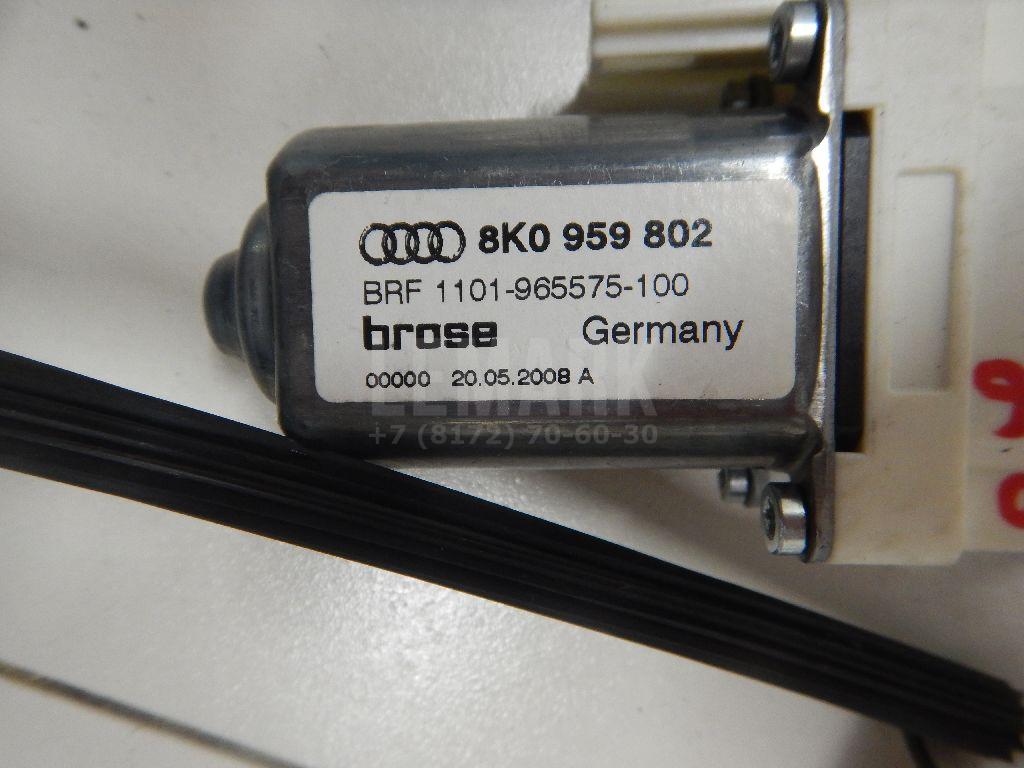 8K0 959 802
BRF 1101-965575-100
brose Germany
00000 20.05.2008 A
+7 (8172) 70-60-30